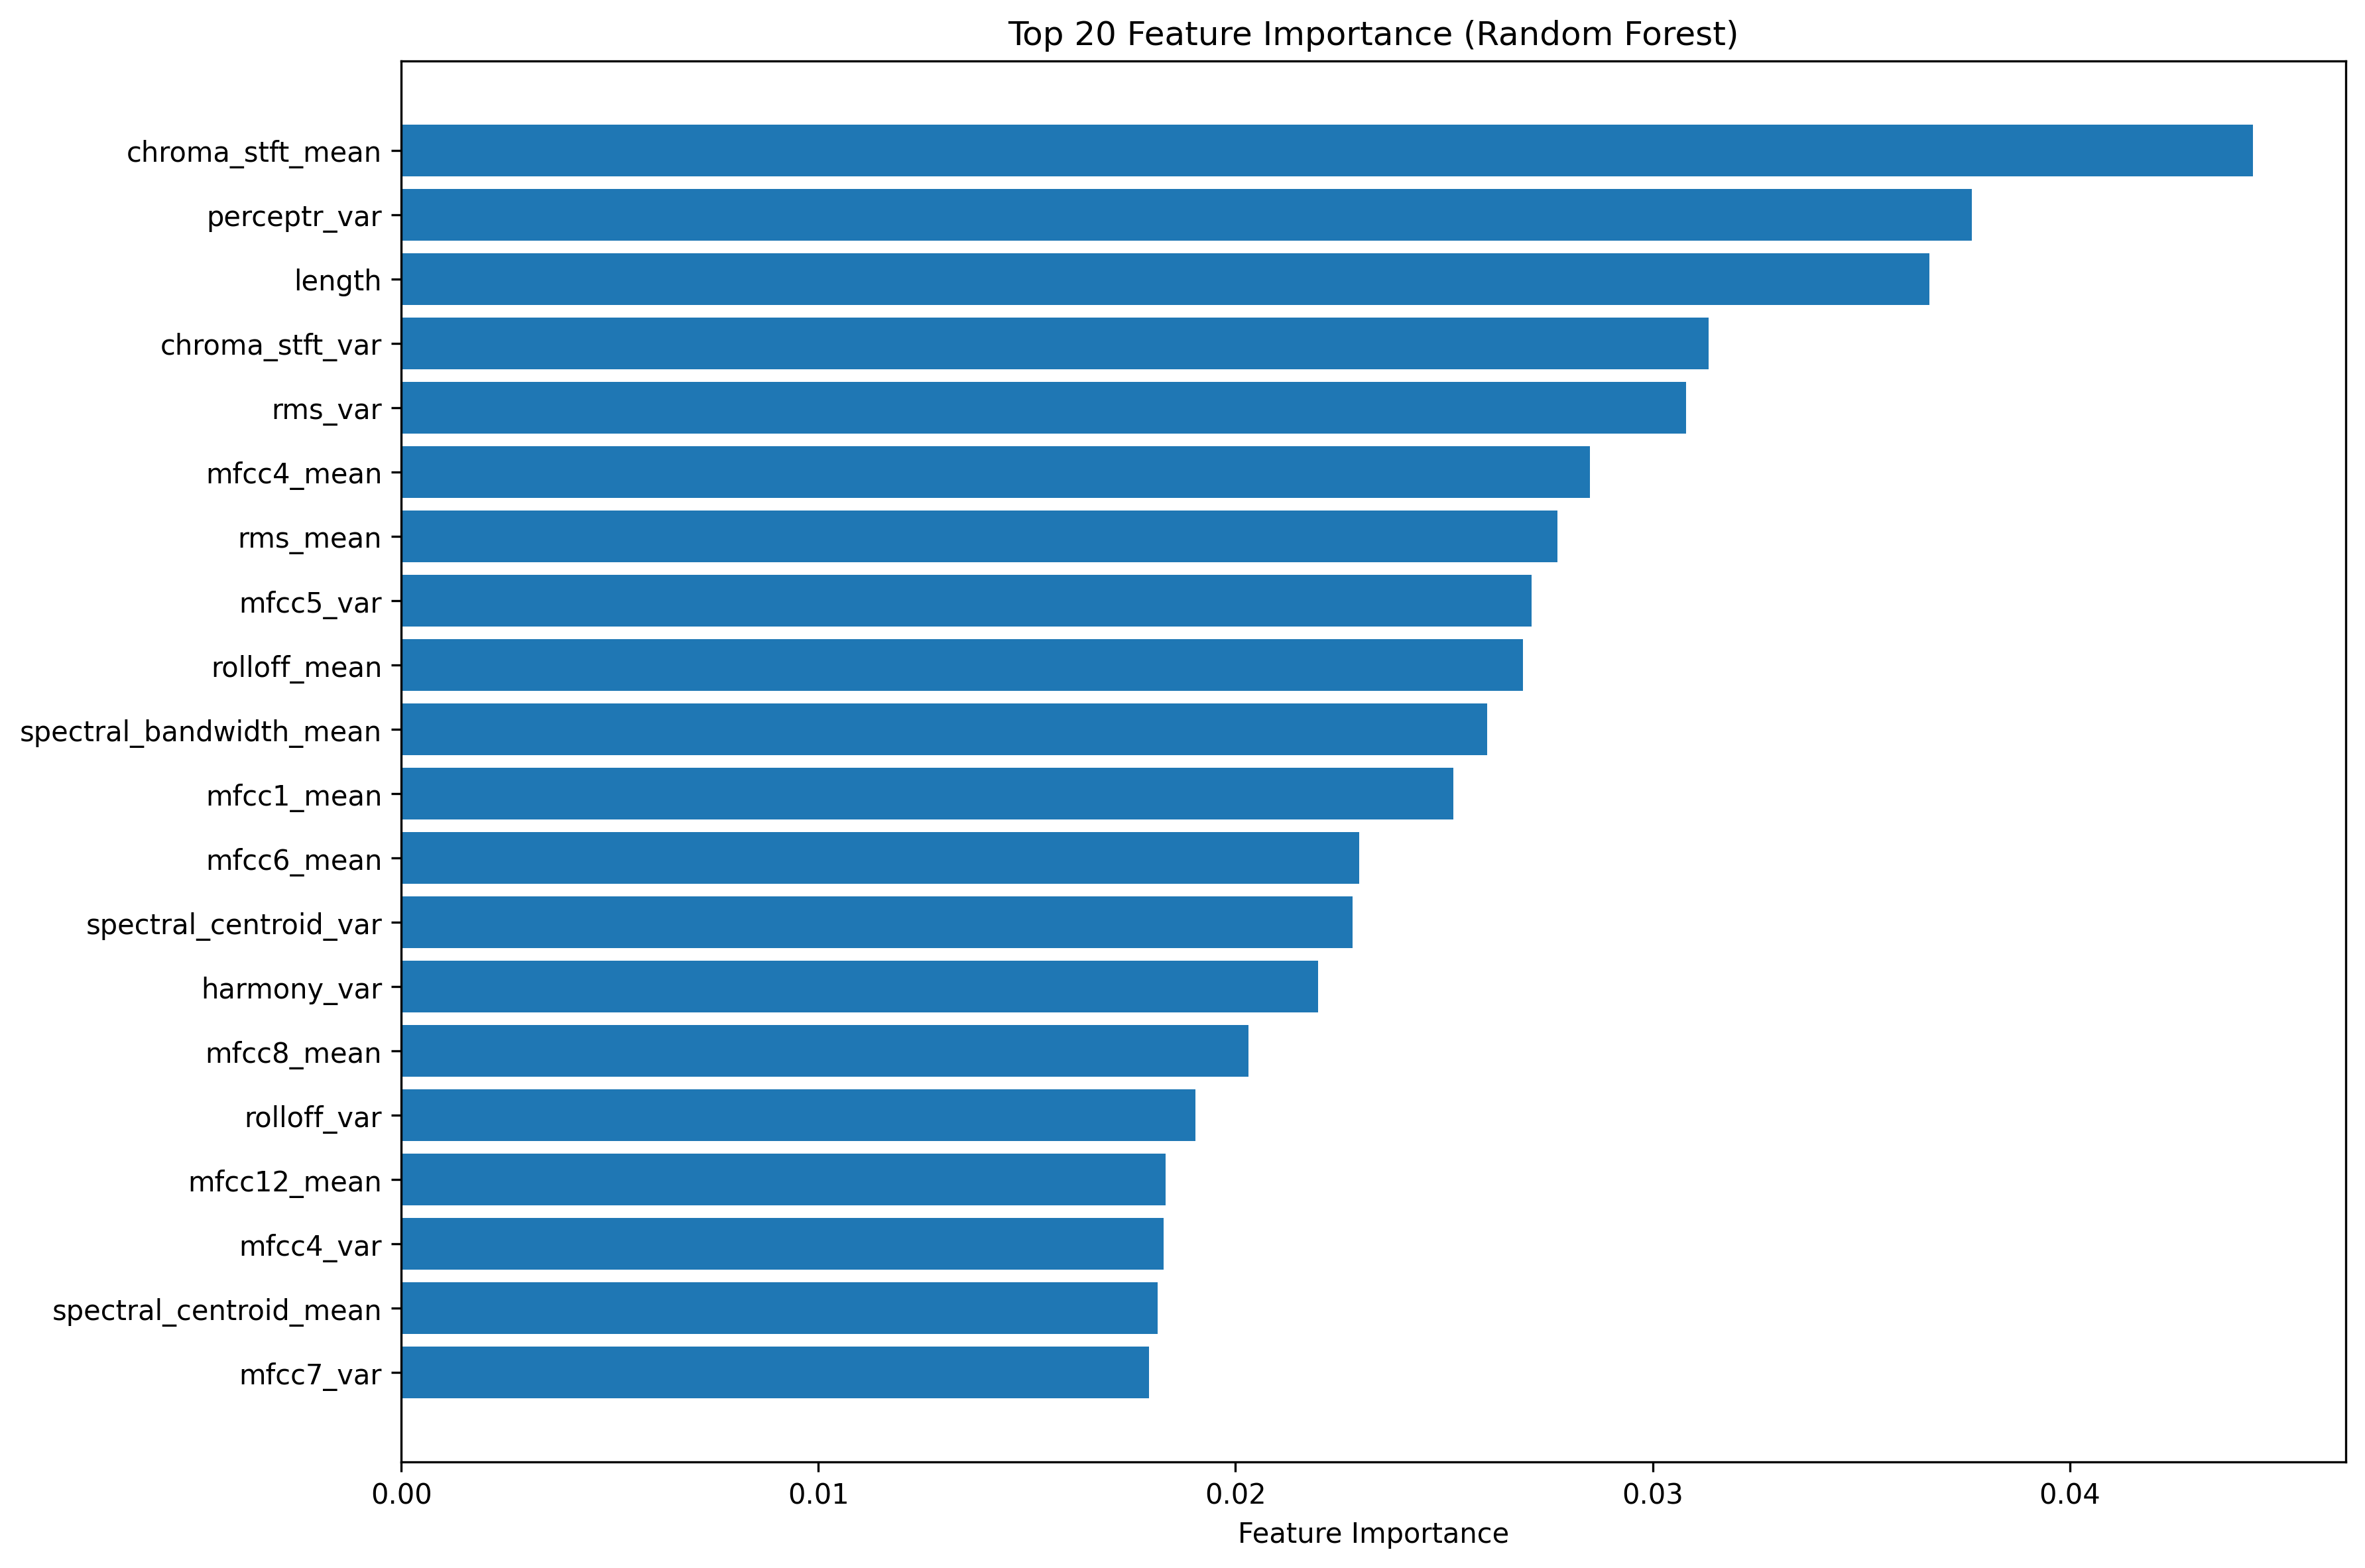 Top 20 Feature Importance (Random Forest)
chroma_stft_mean
perceptr_var
length
chroma_stft_var
rms_var
mfcc4_mean
rms_mean
mfcc5_var
rolloff_mean
spectral_bandwidth_mean
mfcc1_mean
mfcc6_mean
spectral_centroid_var
harmony_var
mfcc8_mean
rolloff_var
mfcc12_mean
mfcc4_var
spectral_centroid_mean
mfcc7_var
0.00 0.01 0.02 0.03 0.04
Feature Importance